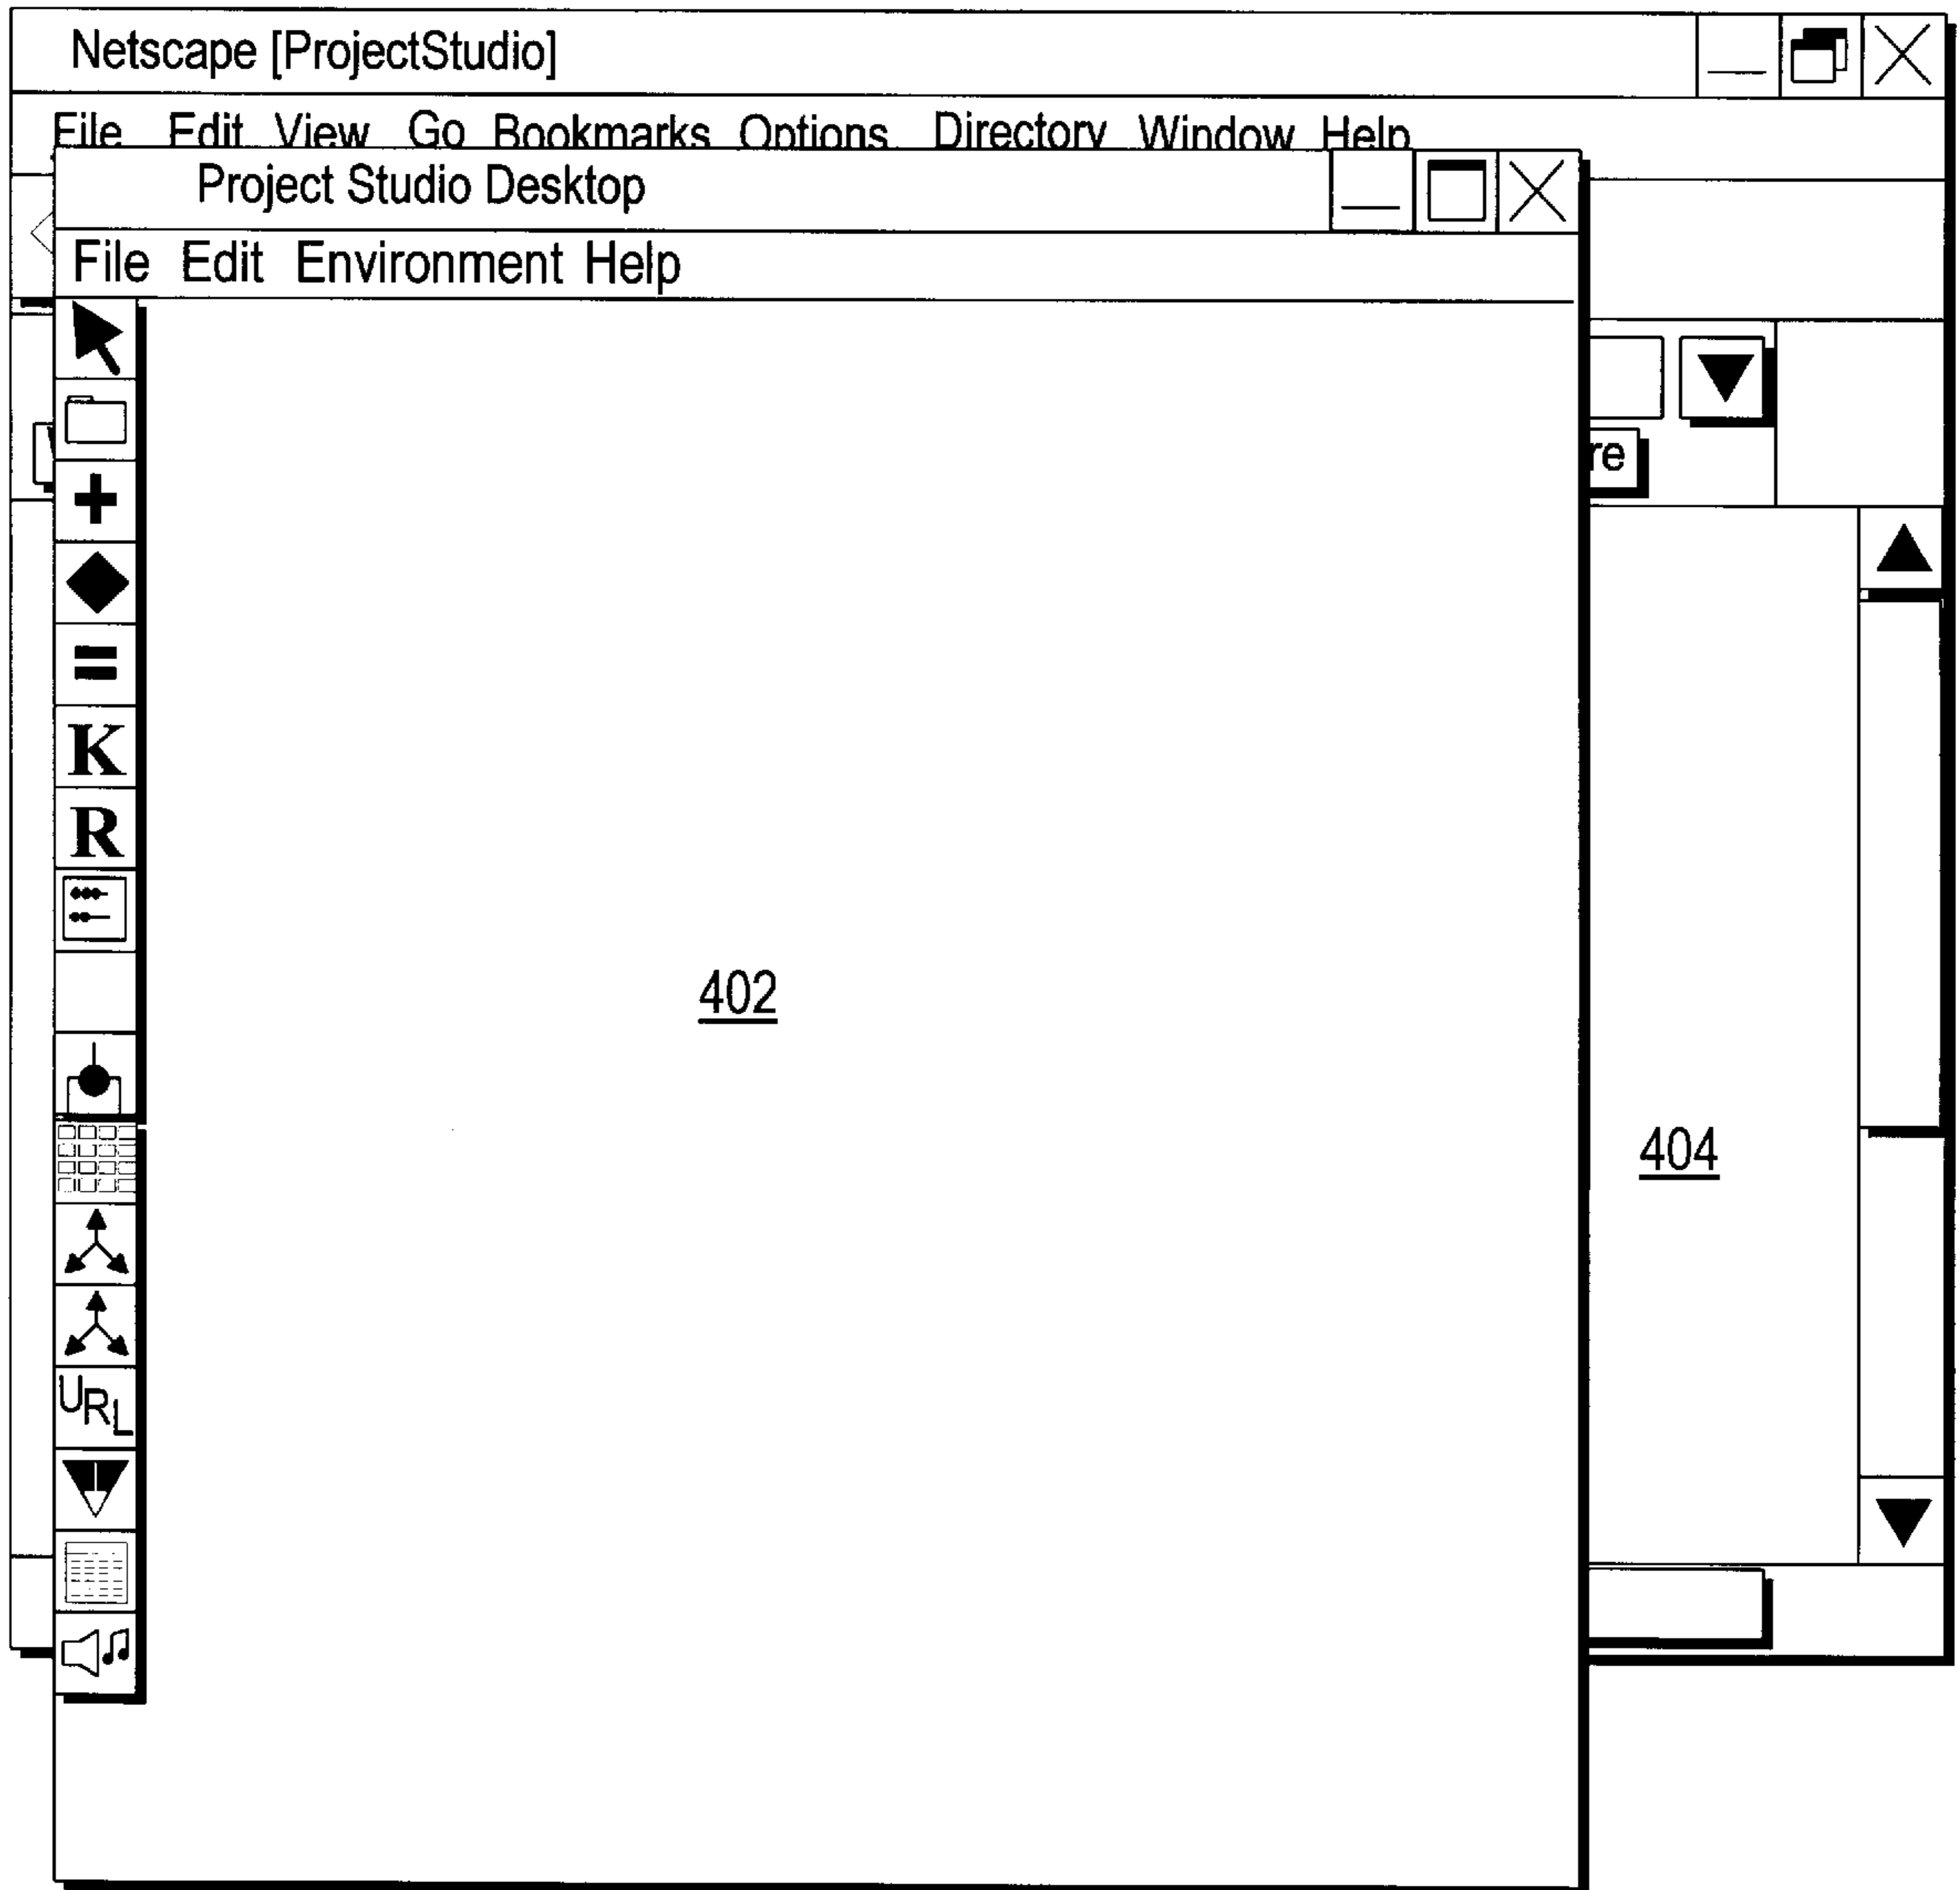 Netscape [ProjectStudio]
File Edit View Go Bookmarks Options Directory Window Help
Project Studio Desktop
File Edit Environment Help
re
K
R
402
404
URL